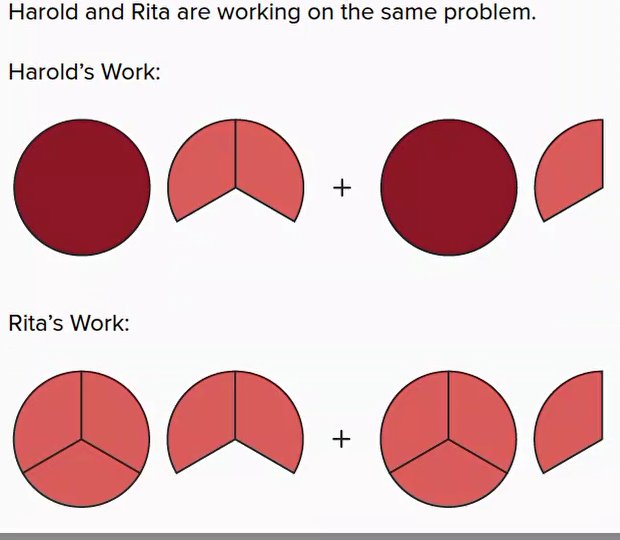 Harold and Rita are working on the same problem.
Harold's Work:
+
Rita's Work:
+